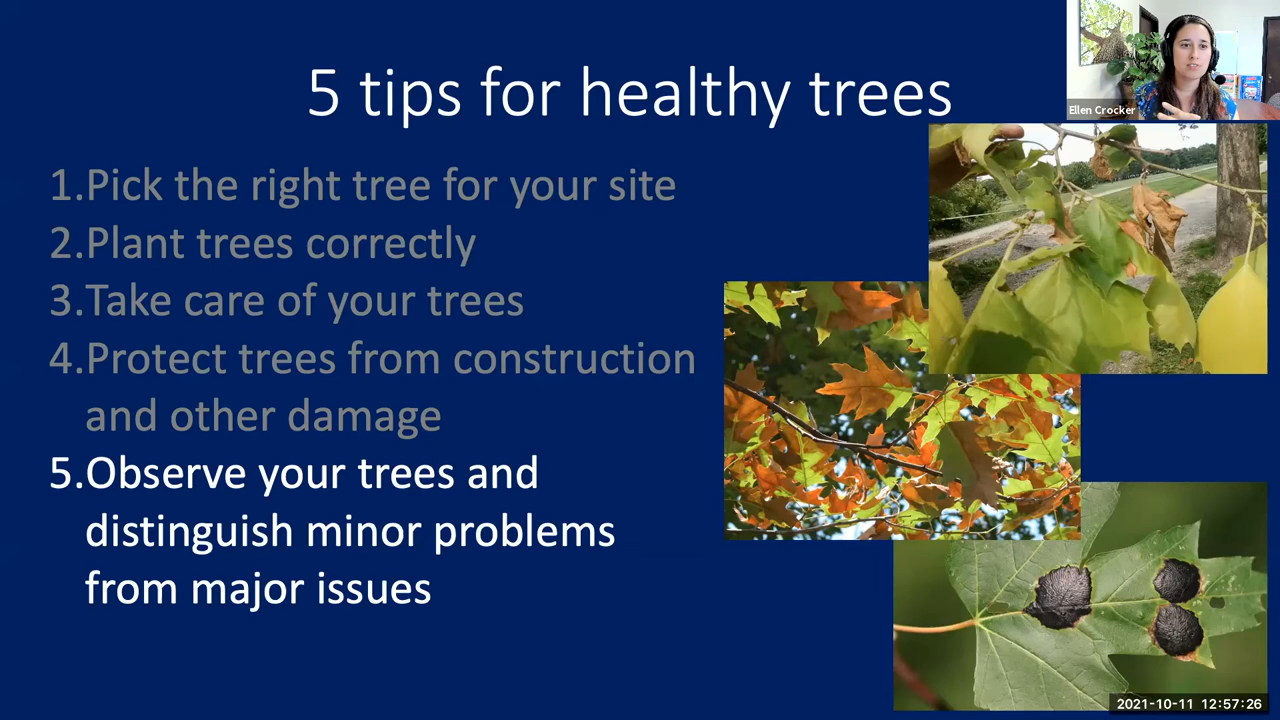 5 tips for healthy trees
Ellen Crocker
1.Pick the right tree for your site
2.Plant trees correctly
3.Take care of your trees
4.Protect trees from construction
and other damage
5.Observe your trees and
distinguish minor problems
from major issues
2021-10-11 12:57:26